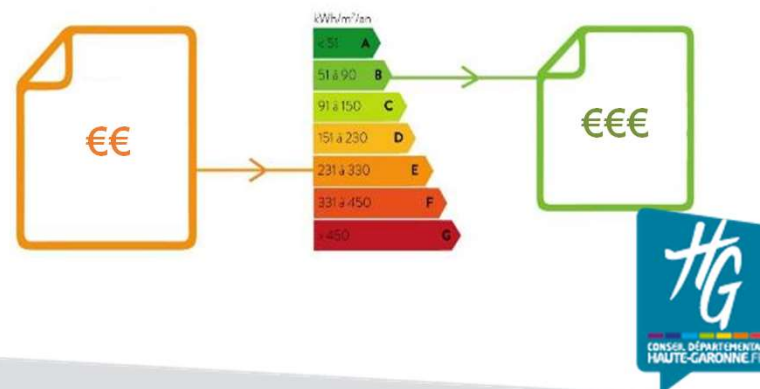 kWh/m²/an
< 51 A
51 à 90 B
91 à 150 C
151 à 230 D
231 à 330 E
331 à 450 F
> 450 G
€€
€€€
HG
CONSEIL DÉPARTEMENTAL
HAUTE-GARONNE.FR